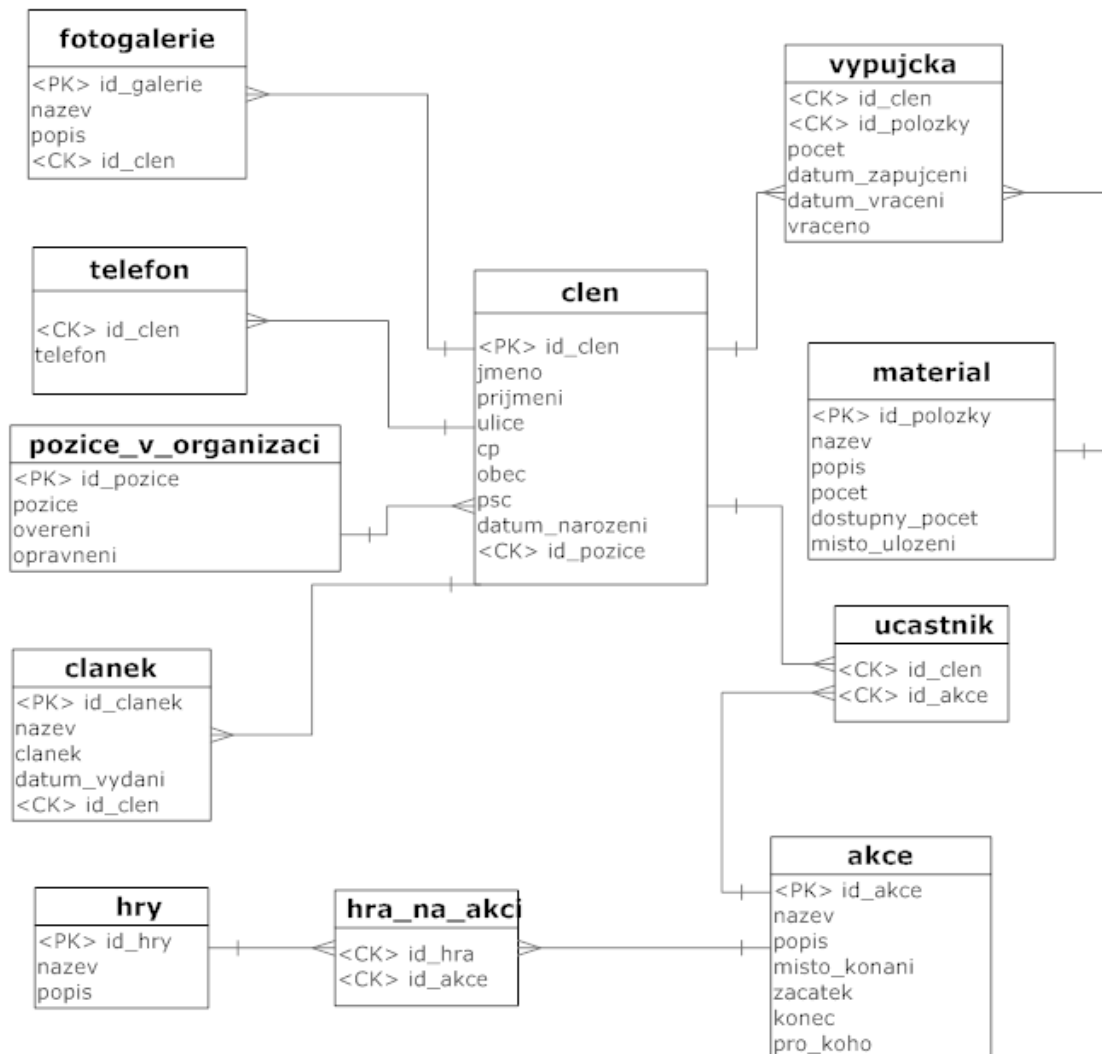 fotogalerie
<PK> id_galerie
nazev
popis
<CK> id_clen
vypujcka
<CK> id_clen
<CK> id_polozky
pocet
datum_zapujceni
datum_vraceni
vraceno
telefon
<CK> id_clen
telefon
clen
<PK> id_clen
jmeno
prijmeni
ulice
cp
obec
psc
datum_narozeni
<CK> id_pozice
material
<PK> id_polozky
nazev
popis
pocet
dostupny_pocet
misto_ulozeni
pozice_v_organizaci
<PK> id_pozice
pozice
overeni
opravneni
ucastnik
<CK> id_clen
<CK> id_akce
clanek
<PK> id_clanek
nazev
clanek
datum_vydani
<CK> id_clen
akce
<PK> id_akce
nazev
popis
misto_konani
zacatek
konec
pro_koho
hry
<PK> id_hry
nazev
popis
hra_na_akci
<CK> id_hra
<CK> id_akce